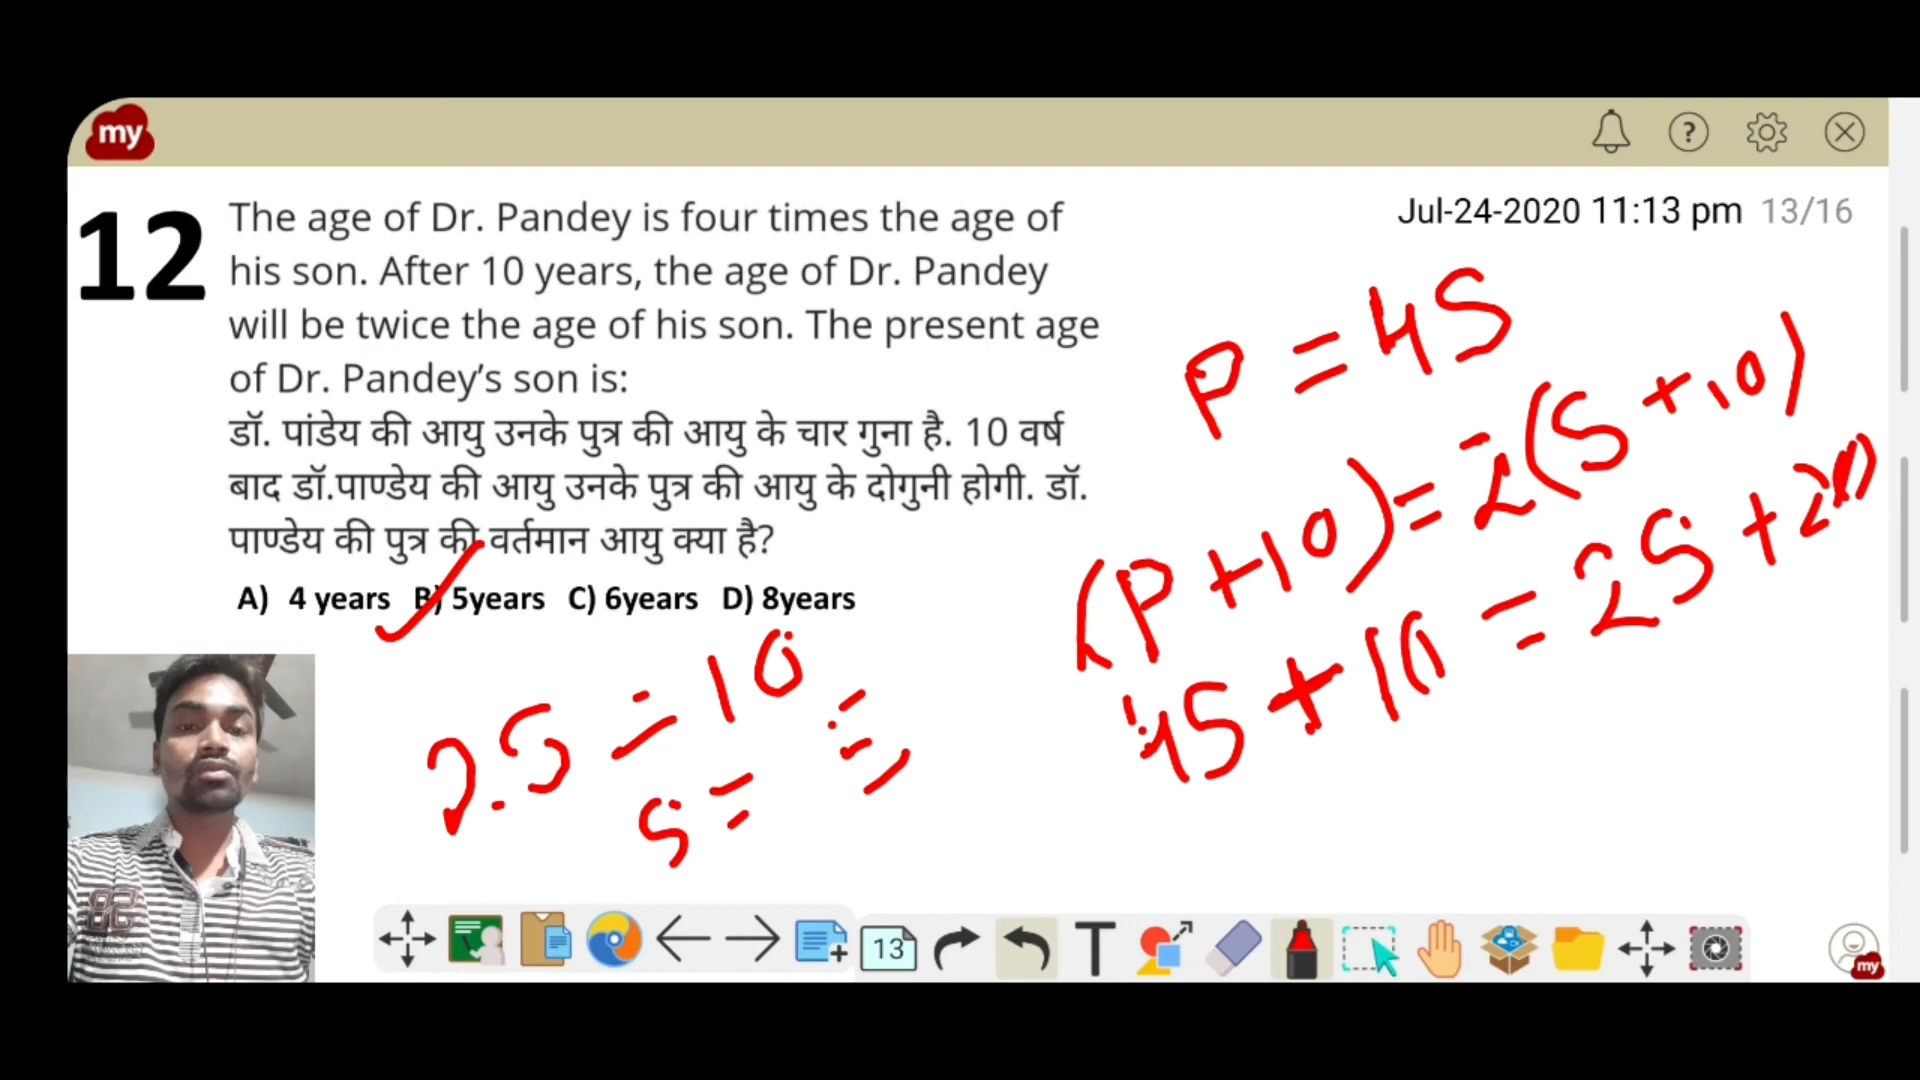 my
Jul-24-2020 11:13 pm 13/16
12
The age of Dr. Pandey is four times the age of
his son. After 10 years, the age of Dr. Pandey
will be twice the age of his son. The present age
of Dr. Pandey's son is:
डॉ. पांडेय की आयु उनके पुत्र की आयु के चार गुना है. 10 वर्ष
बाद डॉ.पाण्डेय की आयु उनके पुत्र की आयु के दोगुनी होगी. डॉ.
पाण्डेय की पुत्र की वर्तमान आयु क्या है?
A) 4 years B) 5years C) 6years D) 8years
P = 4S
(P+10) = 2(S+10)
4S + 10 = 2S + 20
2.S = 10
S =
82
13
T
my